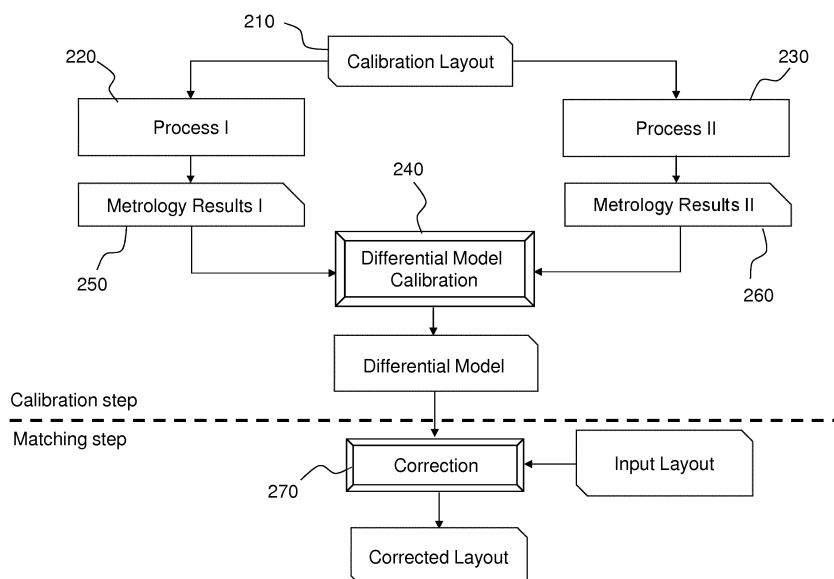 210
Calibration Layout
220
230
Process I
Process II
240
Metrology Results I
Metrology Results II
250
Differential Model
Calibration
260
Differential Model
Calibration step
Matching step
Correction
Input Layout
270
Corrected Layout